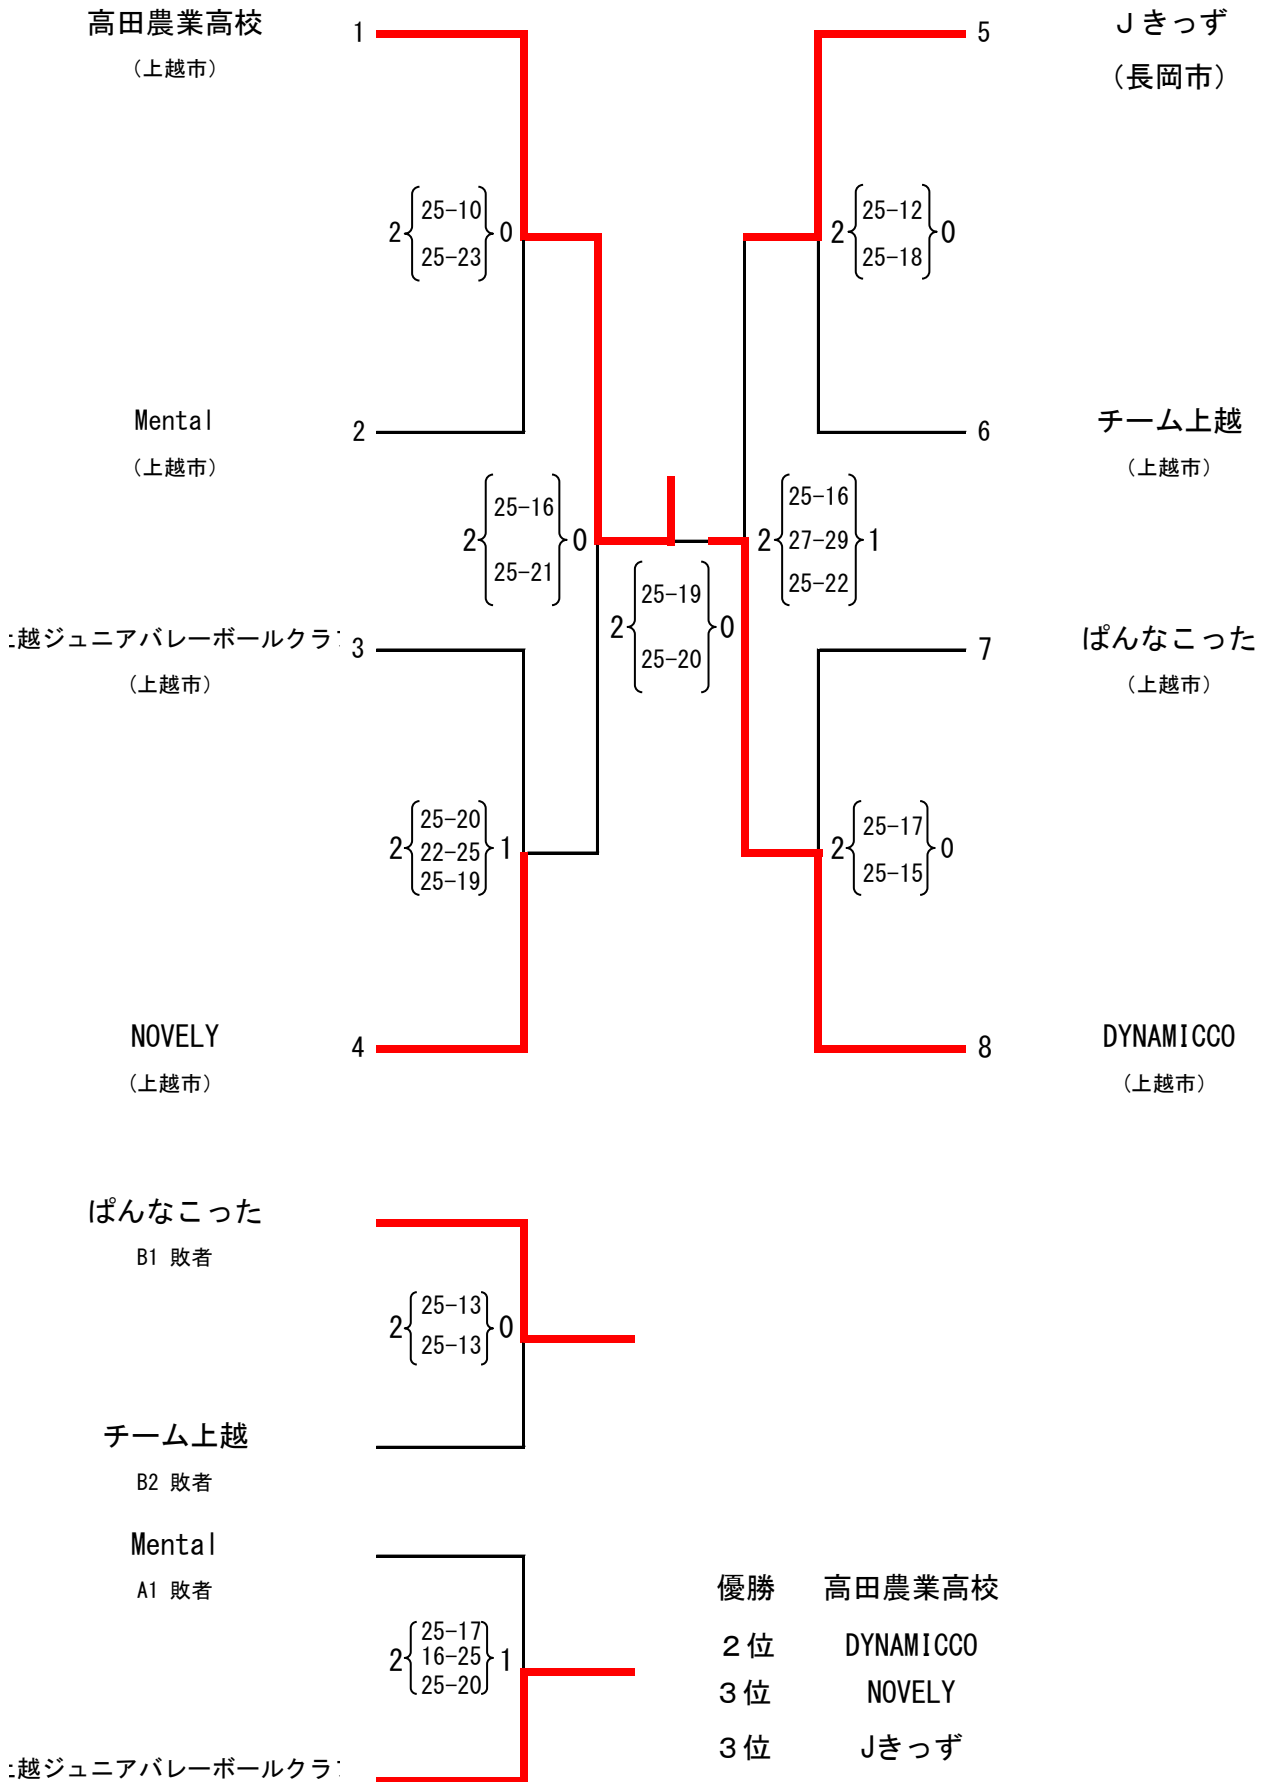 高田農業高校
1
(上越市)
5
Jきっず
(長岡市)
2
25-10
25-23
0
2
25-12
25-18
0
Mental
2
(上越市)
6
チーム上越
(上越市)
2
25-16
25-21
0
2
25-16
27-29
25-22
1
2
25-19
25-20
0
越ジュニアバレーボールクラ
3
(上越市)
7
ぱんなこった
(上越市)
2
25-20
22-25
25-19
1
2
25-17
25-15
0
NOVELY
4
(上越市)
8
DYNAMICCO
(上越市)
ぱんなこった
B1 敗者
2
25-13
25-13
0
チーム上越
B2 敗者
Mental
A1 敗者
2
25-17
16-25
25-20
1
越ジュニアバレーボールクラ
優勝 高田農業高校
2位 DYNAMICCO
3位 NOVELY
3位 Jきっず